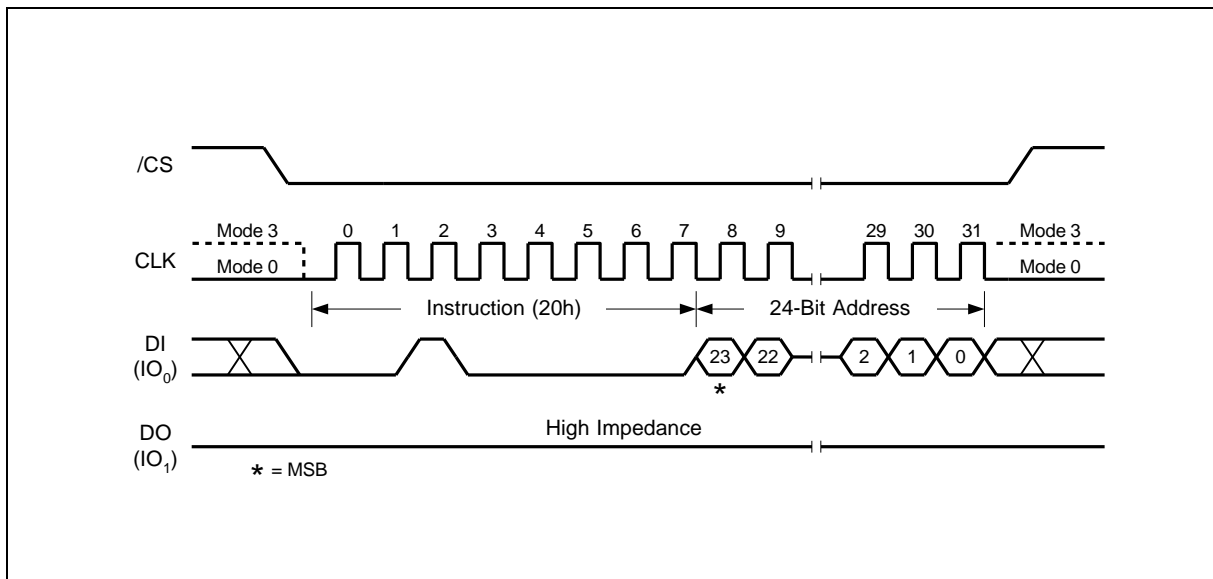 /CS
Mode 3 0 1 2 3 4 5 6 7 8 9 29 30 31 Mode 3
CLK
Mode 0 Mode 0
Instruction (20h) 24-Bit Address
DI
(IO0)
23 22 2 1 0
*
High Impedance
DO
(IO1)
* = MSB